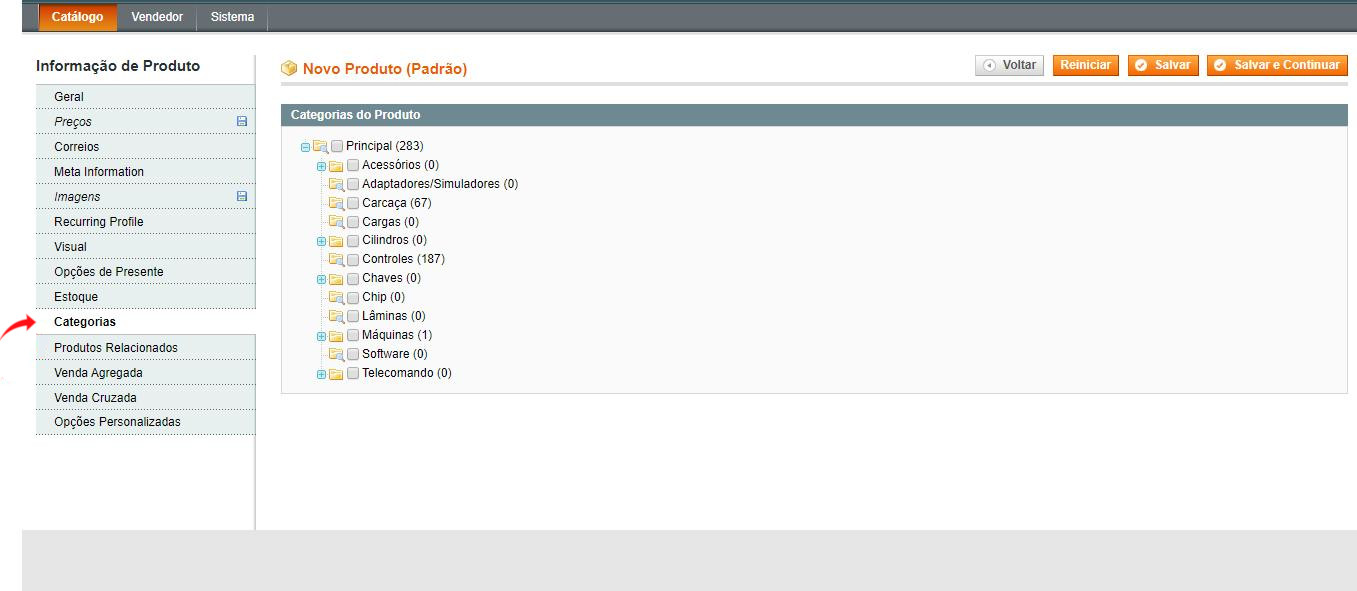 Catálogo Vendedor Sistema
Informação de Produto
Geral
Preços
Correios
Meta Information
Imagens
Recurring Profile
Visual
Opções de Presente
Estoque
Categorias
Produtos Relacionados
Venda Agregada
Venda Cruzada
Opções Personalizadas
Novo Produto (Padrão)
Voltar Reiniciar Salvar Salvar e Continuar
Categorias do Produto
Principal (283)
Acessórios (0)
Adaptadores/Simuladores (0)
Carcaça (67)
Cargas (0)
Cilindros (0)
Controles (187)
Chaves (0)
Chip (0)
Lâminas (0)
Máquinas (1)
Software (0)
Telecomando (0)